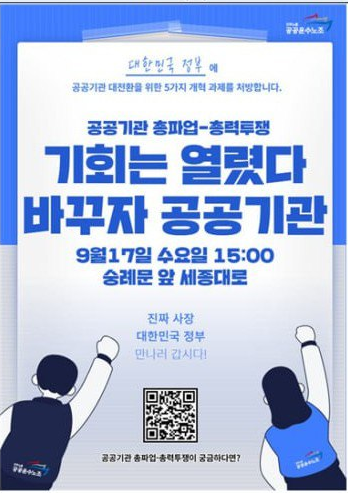 공공운수노조
대한민국 정부에
공공기관 대전환을 위한 5가지 개혁 과제를 처방합니다.
공공기관 총파업-총력투쟁
기회는 열렸다
바꾸자 공공기관
9월17일 수요일 15:00
숭례문 앞 세종대로
진짜 사장
대한민국 정부
만나러 갑시다!
공공운수노조
공공운수노조
공공기관 총파업-총력투쟁이 궁금하다면?